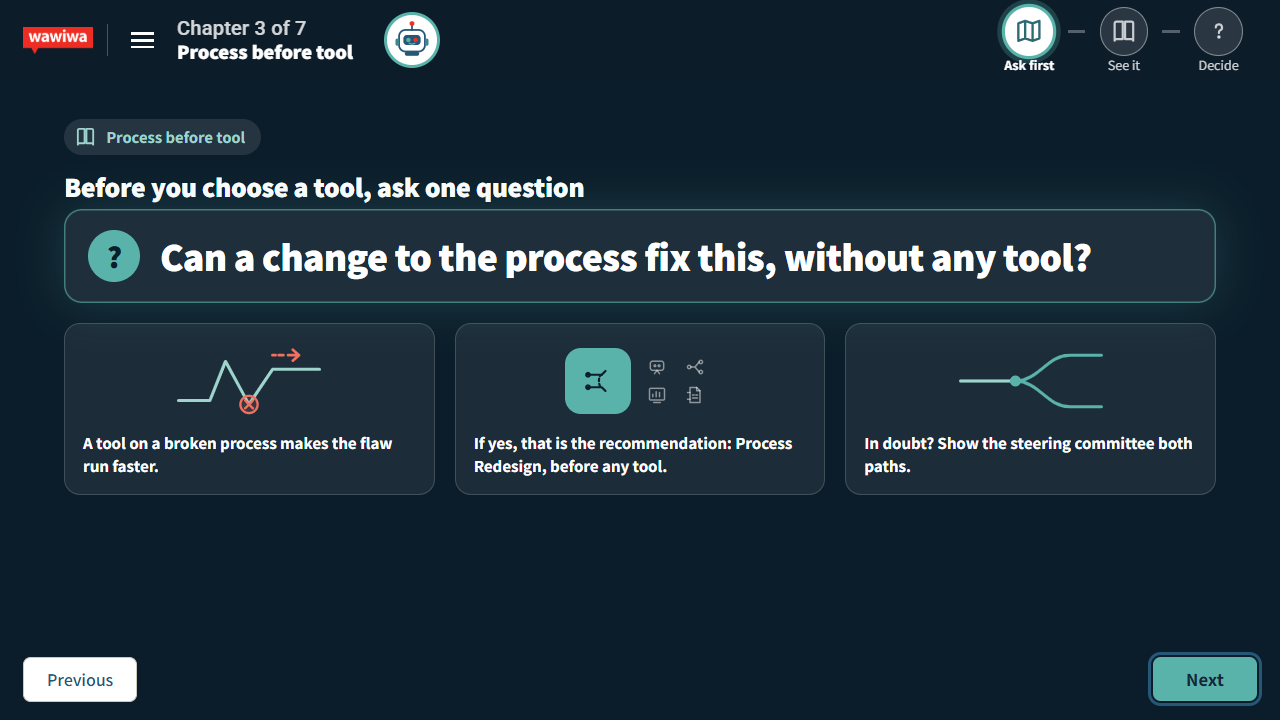 wawiwa
Chapter 3 of 7
Process before tool
Ask first
See it
?
Decide
Process before tool
Before you choose a tool, ask one question
?
Can a change to the process fix this, without any tool?
A tool on a broken process makes the flaw
run faster.
If yes, that is the recommendation: Process
Redesign, before any tool.
In doubt? Show the steering committee both
paths.
Previous
Next